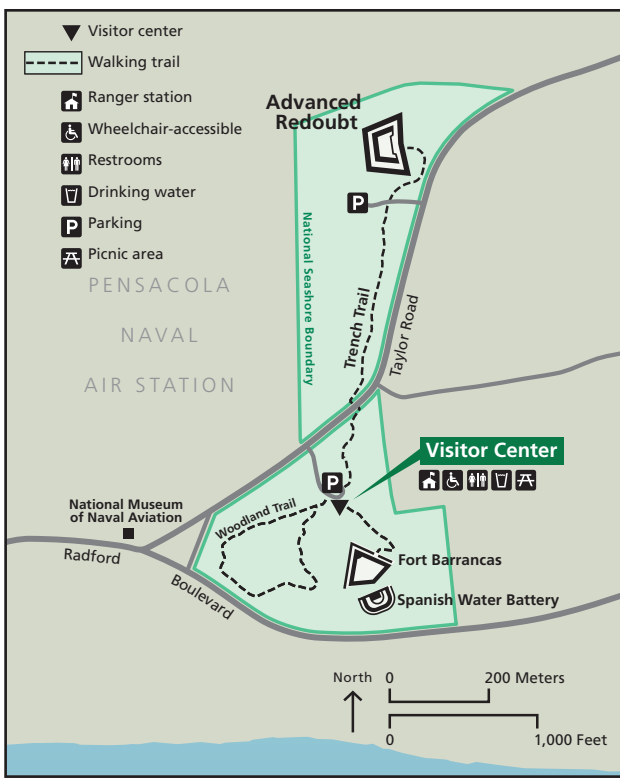 Visitor center
Walking trail
Ranger station
Wheelchair-accessible
Restrooms
Drinking water
P
Parking
Picnic area
PENSACOLA
NAVAL
AIR STATION
Advanced
Redoubt
P
National Seashore Boundary
Trench Trail
Taylor Road
Visitor Center
P
Woodland Trail
National Museum
of Naval Aviation
Radford
Boulevard
Fort Barrancas
Spanish Water Battery
North
0 200 Meters
0 1,000 Feet